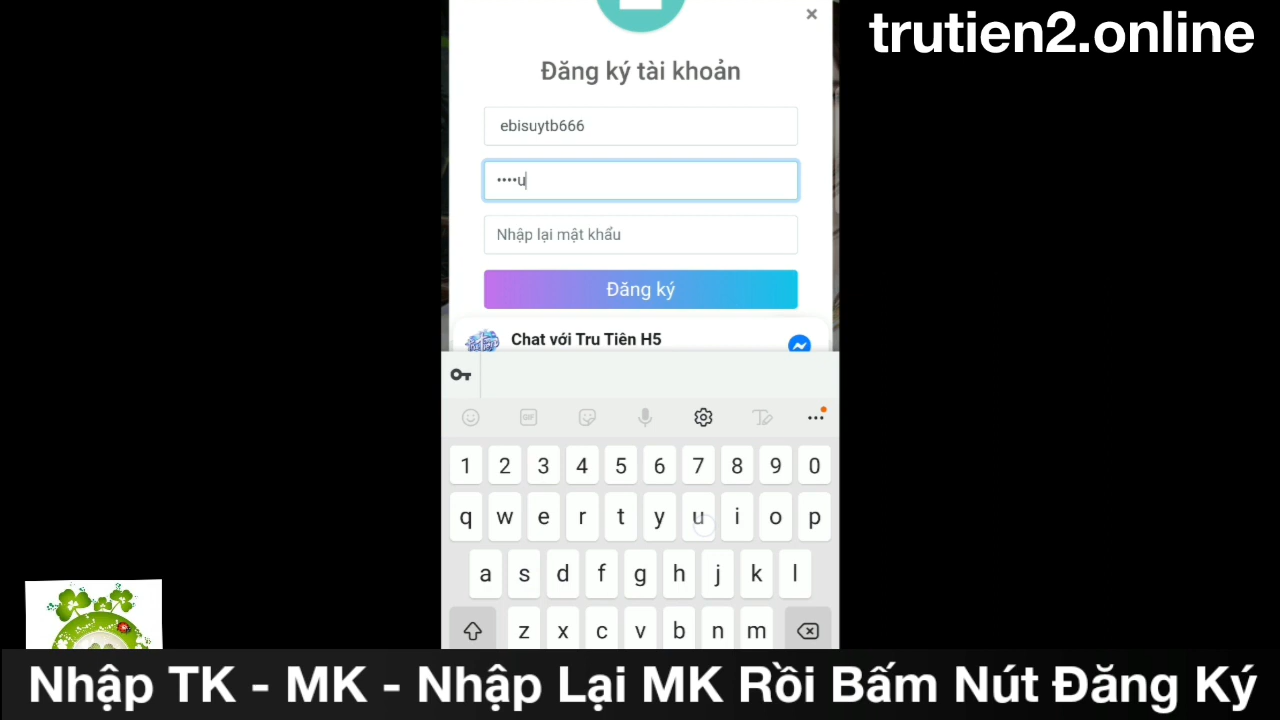 trutien2.online
Đăng ký tài khoản
ebisuytb666
••••u
Nhập lại mật khẩu
Đăng ký
Chat với Tru Tiên H5
GIF
1 2 3 4 5 6 7 8 9 0
q w e r t y u i o p
a s d f g h j k l
z x c v b n m
Nhập TK - MK - Nhập Lại MK Rồi Bấm Nút Đăng Ký